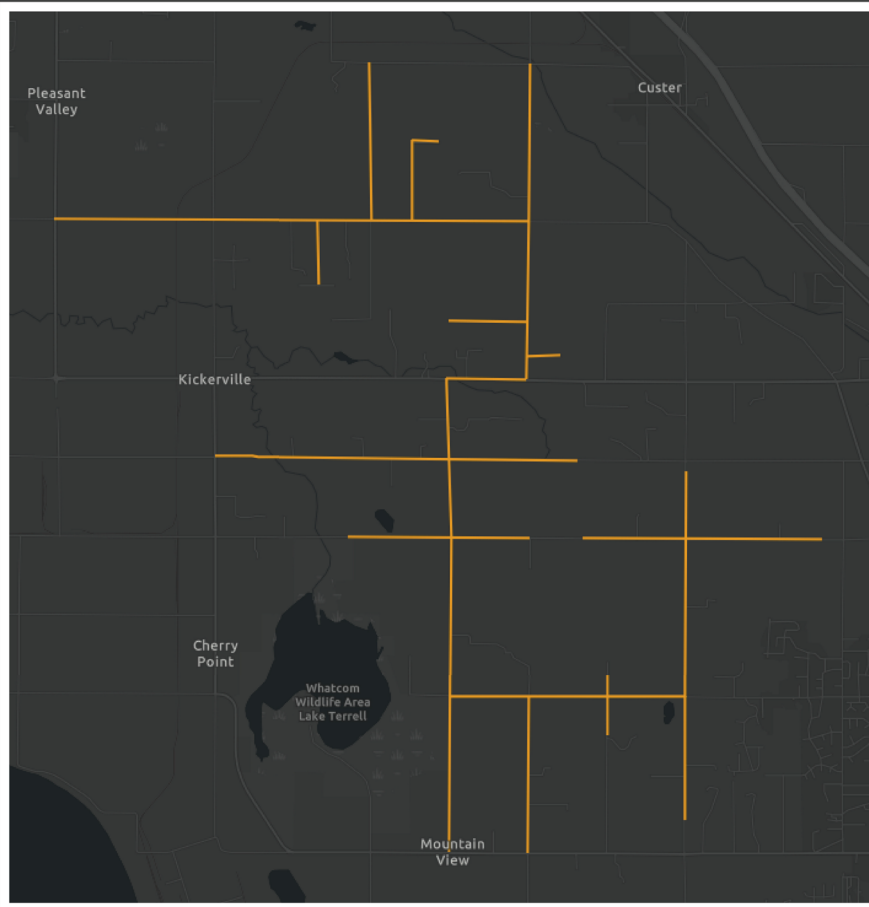 Pleasant
Valley
Custer
Kickerville
Cherry
Point
Whatcom
Wildlife Area
Lake Terrell
Mountain
View